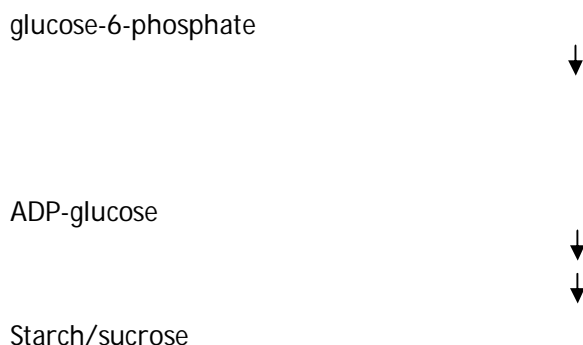 glucose-6-phosphate
↓
ADP-glucose
↓
↓
Starch/sucrose